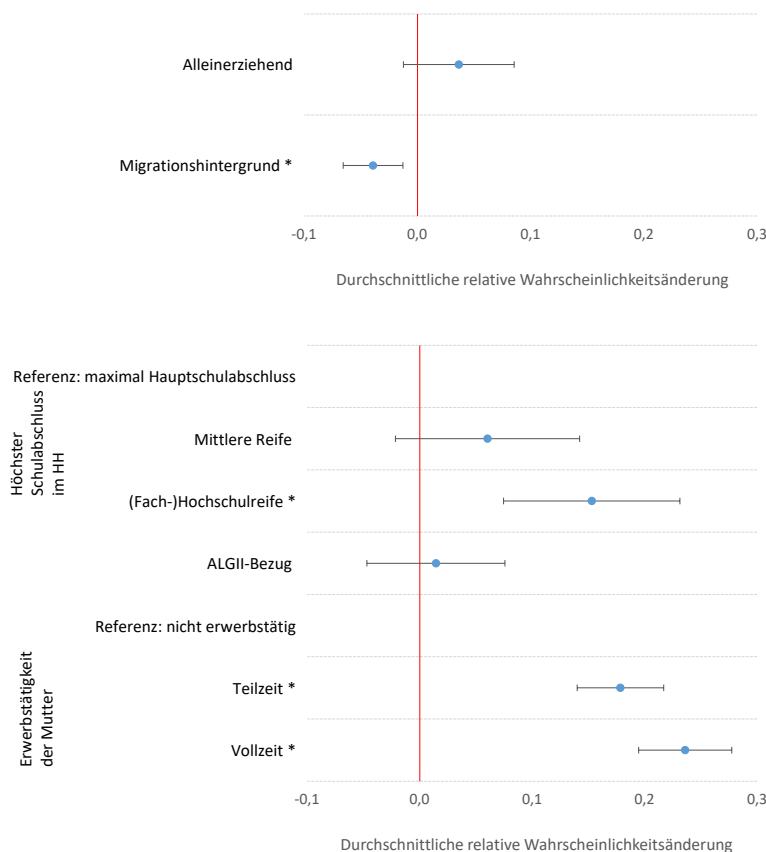 Alleinerziehend
Migrationshintergrund *
-0,1 0,0 0,1 0,2 0,3
Durchschnittliche relative Wahrscheinlichkeitsänderung
Höchster
Schulabschluss
im HH
Referenz: maximal Hauptschulabschluss
Mittlere Reife
(Fach-)Hochschulreife *
ALGII-Bezug
Erwerbstätigkeit
der Mutter
Referenz: nicht erwerbstätig
Teilzeit *
Vollzeit *
-0,1 0,0 0,1 0,2 0,3
Durchschnittliche relative Wahrscheinlichkeitsänderung